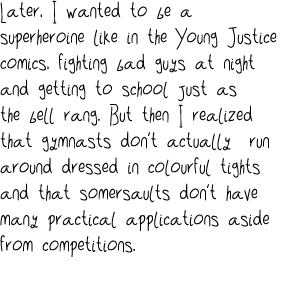 Later, I wanted to be a
superheroine like in the Young Justice
comics, fighting bad guys at night
and getting to school just as
the bell rang. But then I realized
that gymnasts don't actually run
around dressed in colourful tights
and that somersaults don't have
many practical applications aside
from competitions.